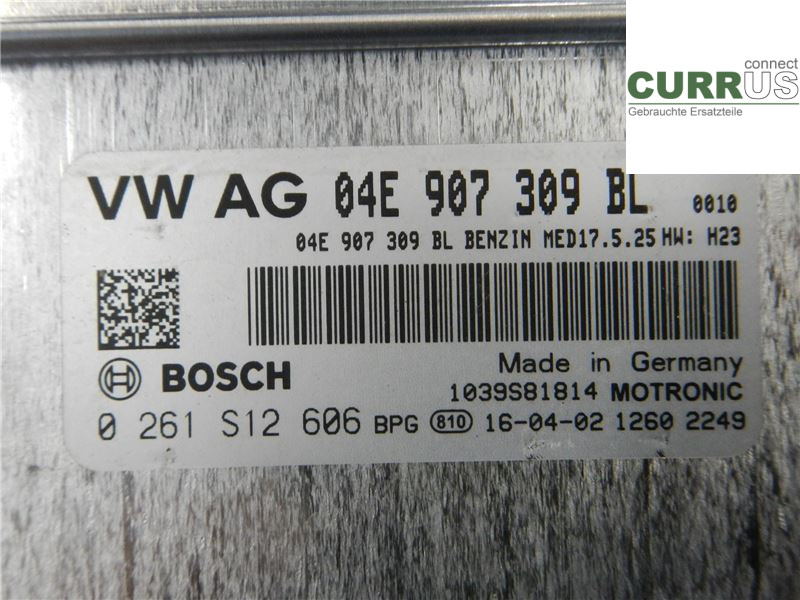 connect
CURRUS
Gebrauchte Ersatzteile
VW AG 04E 907 309 BL 0010
04E 907 309 BL BENZIN MED17.5.25 HW: H23
BOSCH
Made in Germany
1039S81814 MOTRONIC
0 261 S12 606 BPG 810 16-04-02 1260 2249